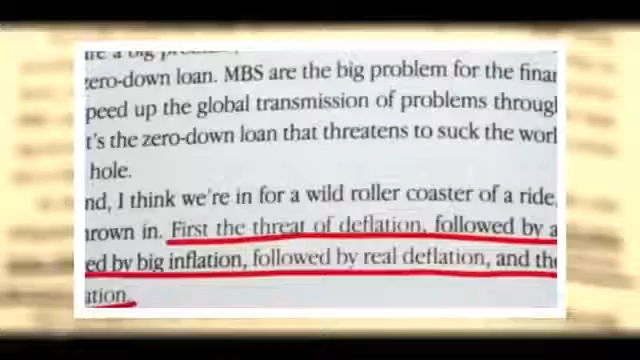 zero-down loan. MBS are the big problem for the finan
peed up the global transmission of problems throug
t's the zero-down loan that threatens to suck the worl
hole.
nd, I think we're in for a wild roller coaster of a ride,
rown in. First the threat of deflation, followed by a
ed by big inflation, followed by real deflation, and the
ation.